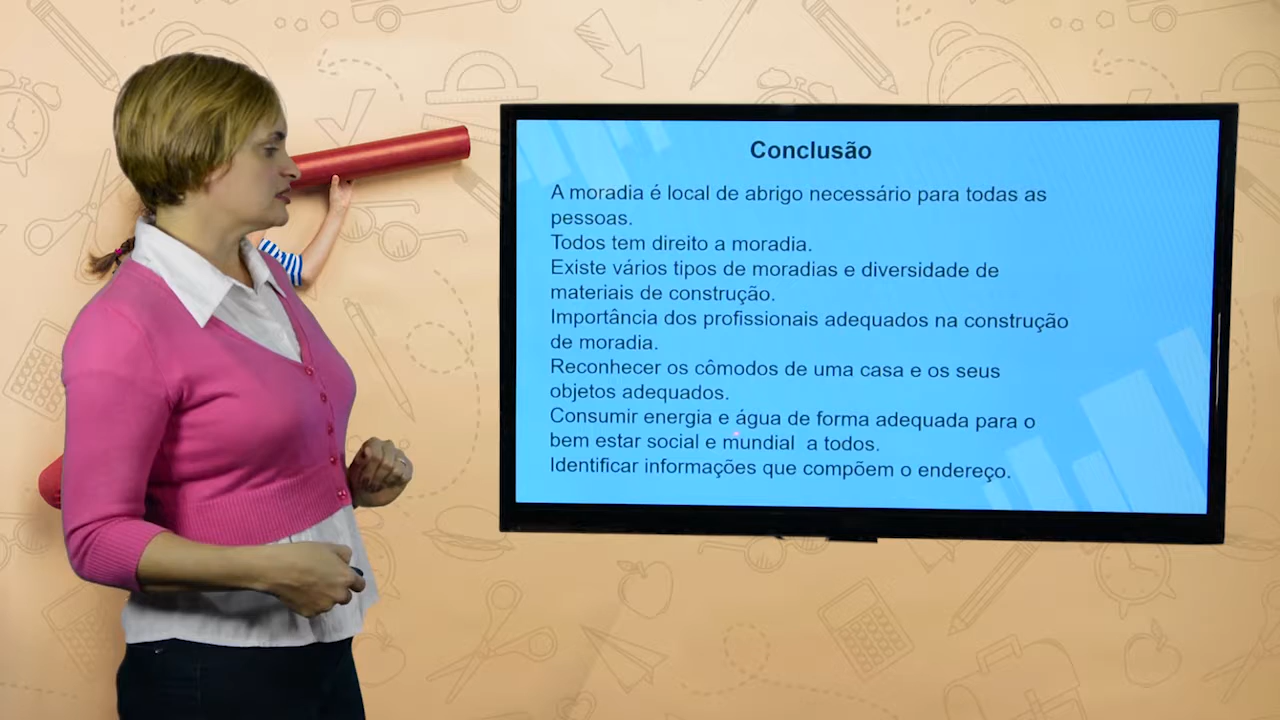 Conclusão
A moradia é local de abrigo necessário para todas as
pessoas.
Todos tem direito a moradia.
Existe vários tipos de moradias e diversidade de
materiais de construção.
Importância dos profissionais adequados na construção
de moradia.
Reconhecer os cômodos de uma casa e os seus
objetos adequados.
Consumir energia e água de forma adequada para o
bem estar social e mundial  a todos.
Identificar informações que compõem o endereço.